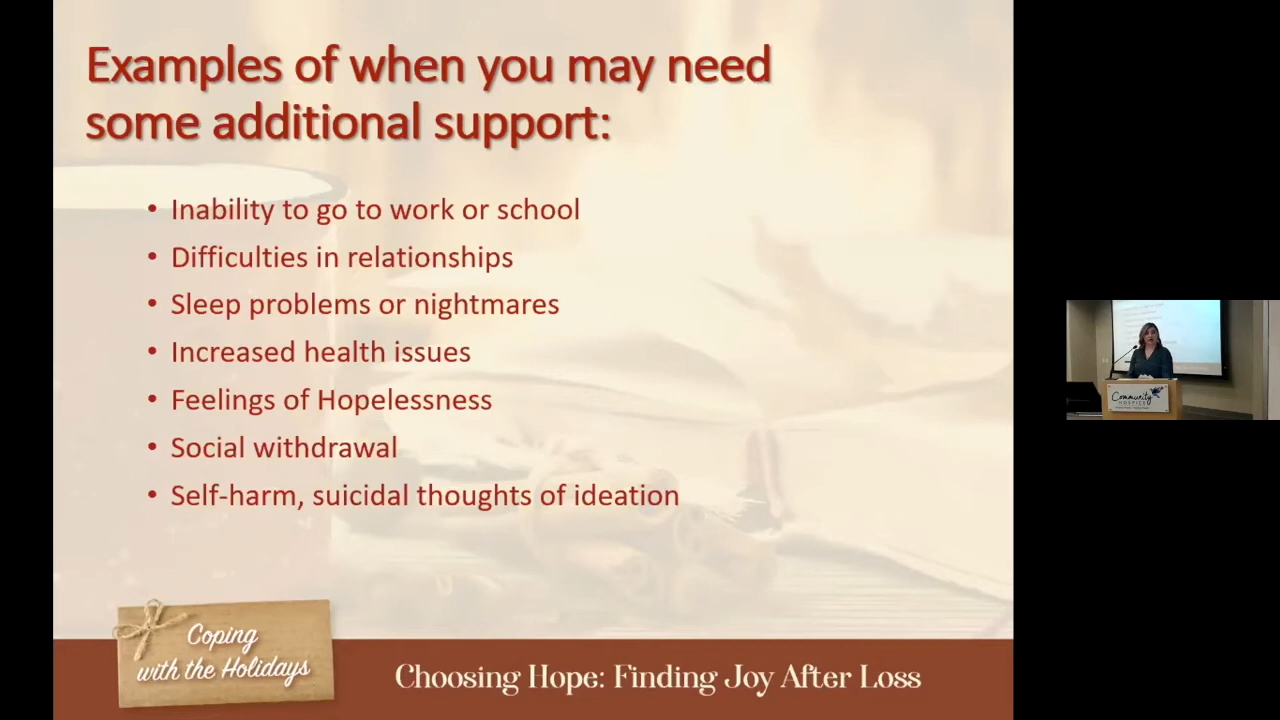 Examples of when you may need
some additional support:
• Inability to go to work or school
• Difficulties in relationships
• Sleep problems or nightmares
• Increased health issues
• Feelings of Hopelessness
• Social withdrawal
• Self-harm, suicidal thoughts of ideation
Coping
with the Holidays
Choosing Hope: Finding Joy After Loss
Community
HOSPICE